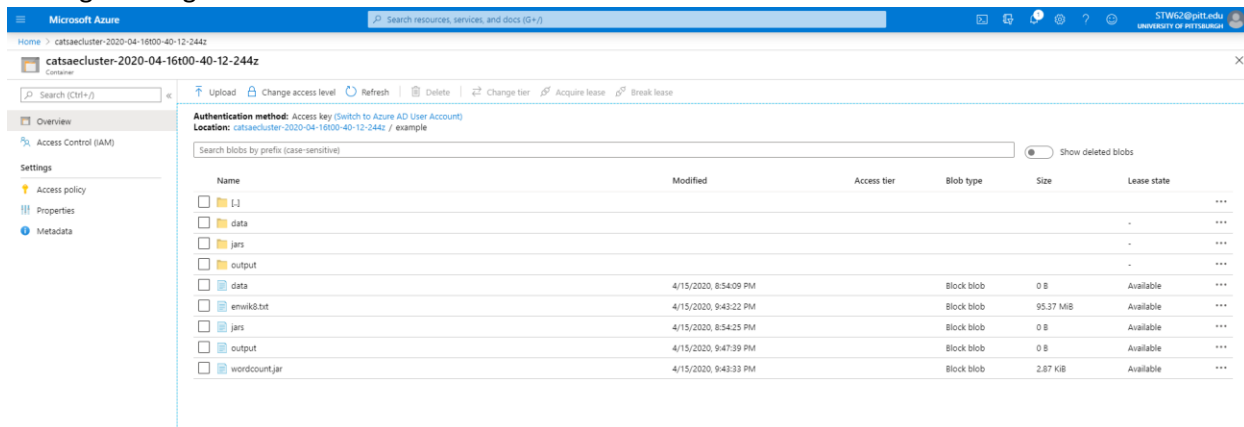 Microsoft Azure
Search resources, services, and docs (G+/)
1
STW62@pitt.edu
UNIVERSITY OF PITTSBURGH
Home > catsaecluster-2020-04-16t00-40-12-244z
catsaecluster-2020-04-16t00-40-12-244z
Container
Search (Ctrl+/)
Upload Change access level Refresh Delete Change tier Acquire lease Break lease
Overview
Access Control (IAM)
Settings
Access policy
Properties
Metadata
Authentication method: Access key (Switch to Azure AD User Account)
Location: catsaecluster-2020-04-16t00-40-12-244z / example
Search blobs by prefix (case-sensitive)
Show deleted blobs
Name Modified Access tier Blob type Size Lease state
[..]
data -
jars -
output -
data 4/15/2020, 8:54:09 PM Block blob 0 B Available
enwik8.txt 4/15/2020, 9:43:22 PM Block blob 95.37 MiB Available
jars 4/15/2020, 8:54:25 PM Block blob 0 B Available
output 4/15/2020, 9:47:39 PM Block blob 0 B Available
wordcount.jar 4/15/2020, 9:43:33 PM Block blob 2.87 KiB Available